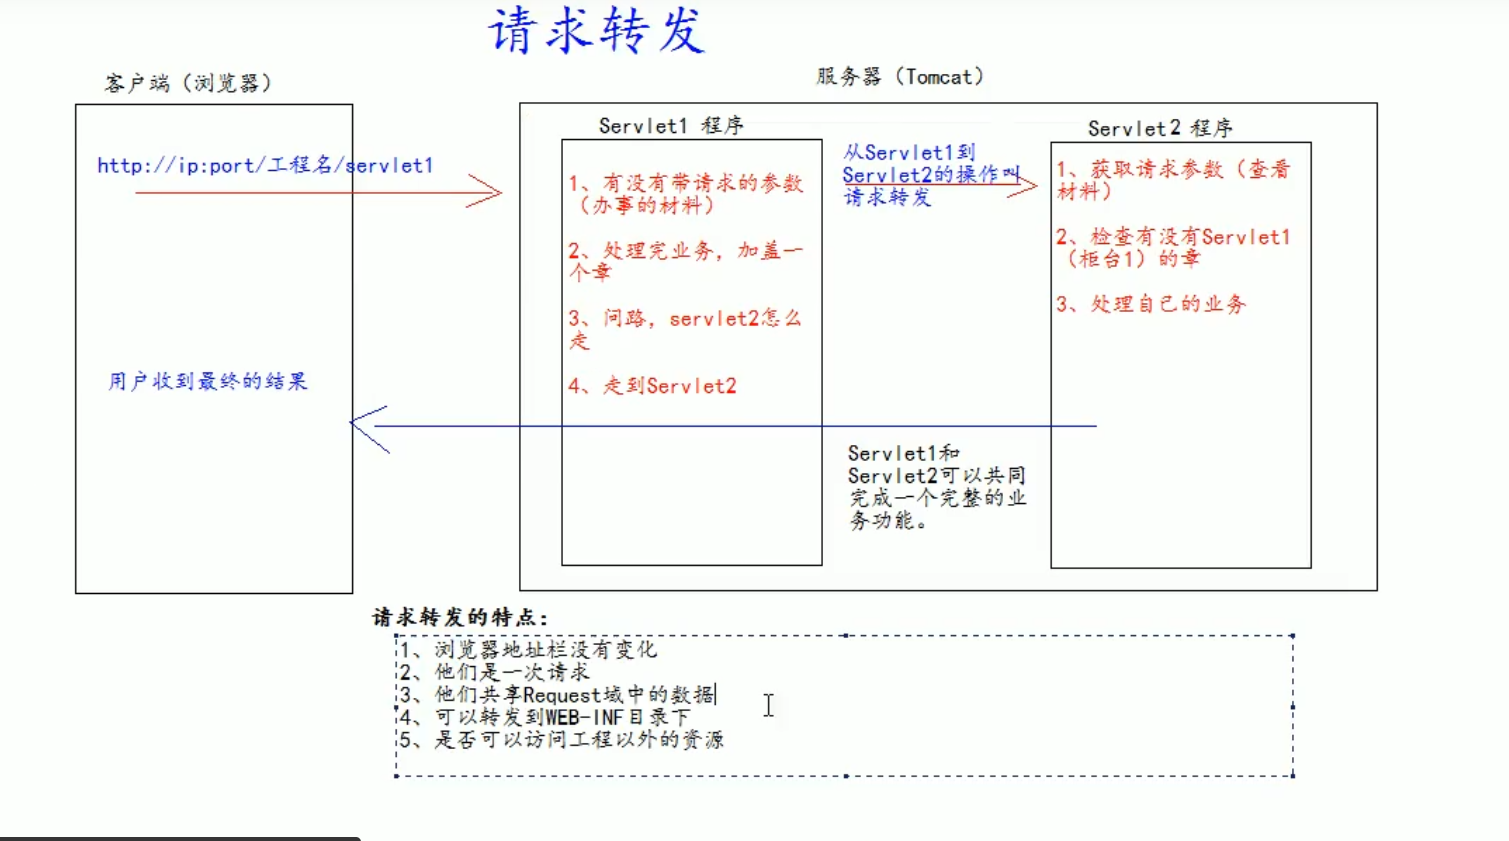 请求转发
客户端（浏览器）
服务器（Tomcat）
http://ip:port/工程名/servlet1
用户收到最终的结果
Servlet1 程序
1、有没有带请求的参数
（办事的材料）
2、处理完业务，加盖一
个章
3、问路，servlet2怎么
走
4、走到Servlet2
从Servlet1到
Servlet2的操作叫
请求转发
Servlet2 程序
1、获取请求参数（查看
材料）
2、检查有没有Servlet1
（柜台1）的章
3、处理自己的业务
Servlet1和
Servlet2可以共同
完成一个完整的业
务功能。
请求转发的特点:
1、浏览器地址栏没有变化
2、他们是一次请求
3、他们共享Request域中的数据
4、可以转发到WEB-INF目录下
5、是否可以访问工程以外的资源